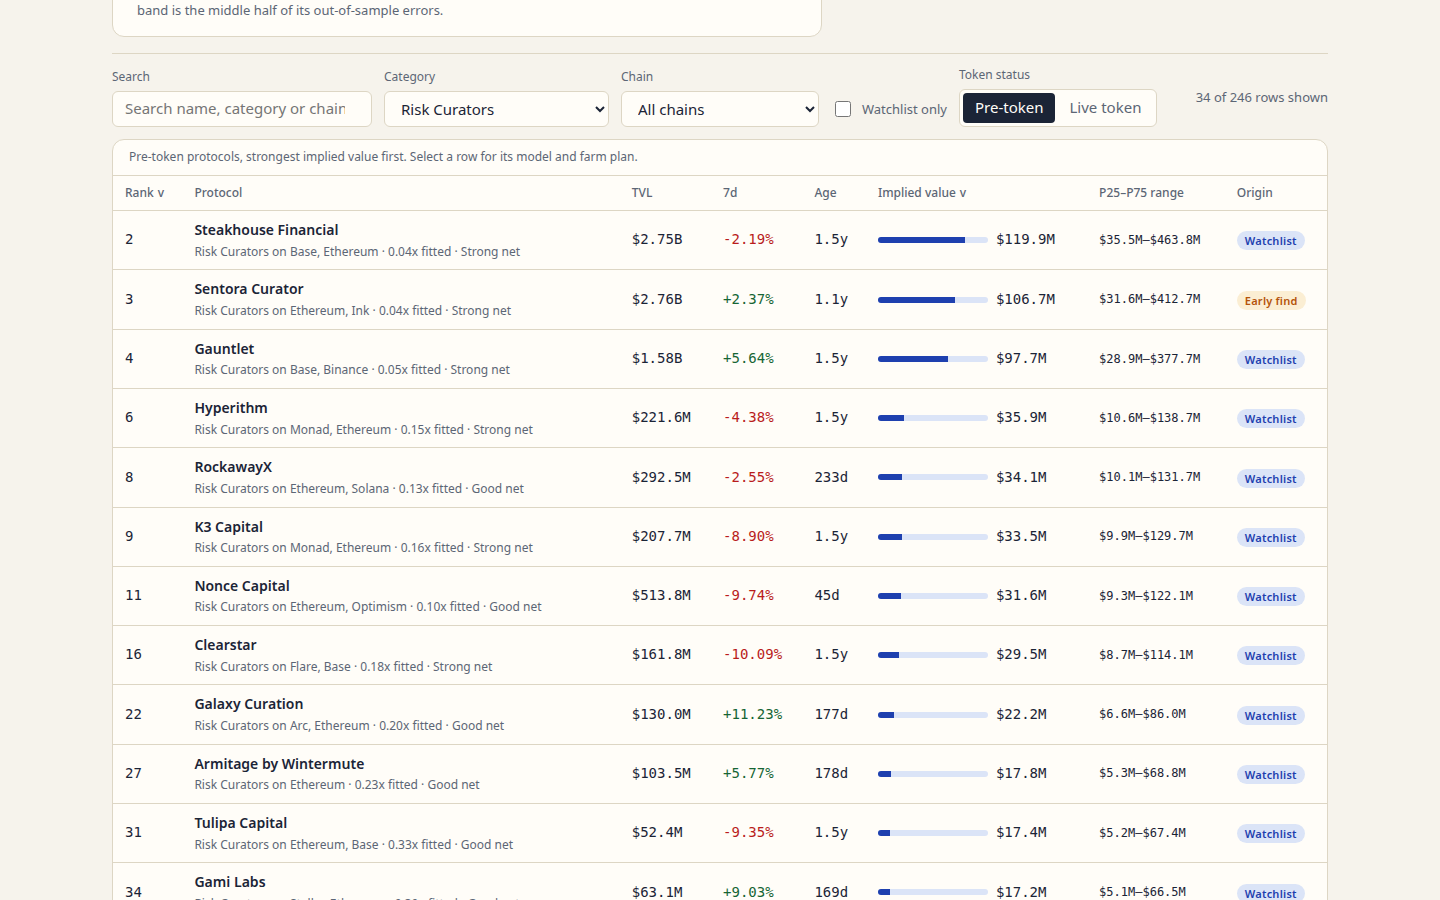 band is the middle half of its out-of-sample errors.
Search
Category
Chain
Token status
Search name, category or chain
Risk Curators
All chains
Watchlist only
Pre-token
Live token
34 of 246 rows shown
Pre-token protocols, strongest implied value first. Select a row for its model and farm plan.
Rank v Protocol TVL 7d Age Implied value v P25–P75 range Origin
2 Steakhouse Financial $2.75B -2.19% 1.5y $119.9M $35.5M–$463.8M Watchlist
Risk Curators on Base, Ethereum · 0.04x fitted · Strong net
3 Sentora Curator $2.76B +2.37% 1.1y $106.7M $31.6M–$412.7M Early find
Risk Curators on Ethereum, Ink · 0.04x fitted · Strong net
4 Gauntlet $1.58B +5.64% 1.5y $97.7M $28.9M–$377.7M Watchlist
Risk Curators on Base, Binance · 0.05x fitted · Strong net
6 Hyperithm $221.6M -4.38% 1.5y $35.9M $10.6M–$138.7M Watchlist
Risk Curators on Monad, Ethereum · 0.15x fitted · Strong net
8 RockawayX $292.5M -2.55% 233d $34.1M $10.1M–$131.7M Watchlist
Risk Curators on Ethereum, Solana · 0.13x fitted · Good net
9 K3 Capital $207.7M -8.90% 1.5y $33.5M $9.9M–$129.7M Watchlist
Risk Curators on Monad, Ethereum · 0.16x fitted · Strong net
11 Nonce Capital $513.8M -9.74% 45d $31.6M $9.3M–$122.1M Watchlist
Risk Curators on Ethereum, Optimism · 0.10x fitted · Good net
16 Clearstar $161.8M -10.09% 1.5y $29.5M $8.7M–$114.1M Watchlist
Risk Curators on Flare, Base · 0.18x fitted · Strong net
22 Galaxy Curation $130.0M +11.23% 177d $22.2M $6.6M–$86.0M Watchlist
Risk Curators on Arc, Ethereum · 0.20x fitted · Good net
27 Armitage by Wintermute $103.5M +5.77% 178d $17.8M $5.3M–$68.8M Watchlist
Risk Curators on Ethereum · 0.23x fitted · Good net
31 Tulipa Capital $52.4M -9.35% 1.5y $17.4M $5.2M–$67.4M Watchlist
Risk Curators on Ethereum, Base · 0.33x fitted · Good net
34 Gami Labs $63.1M +9.03% 169d $17.2M $5.1M–$66.5M Watchlist